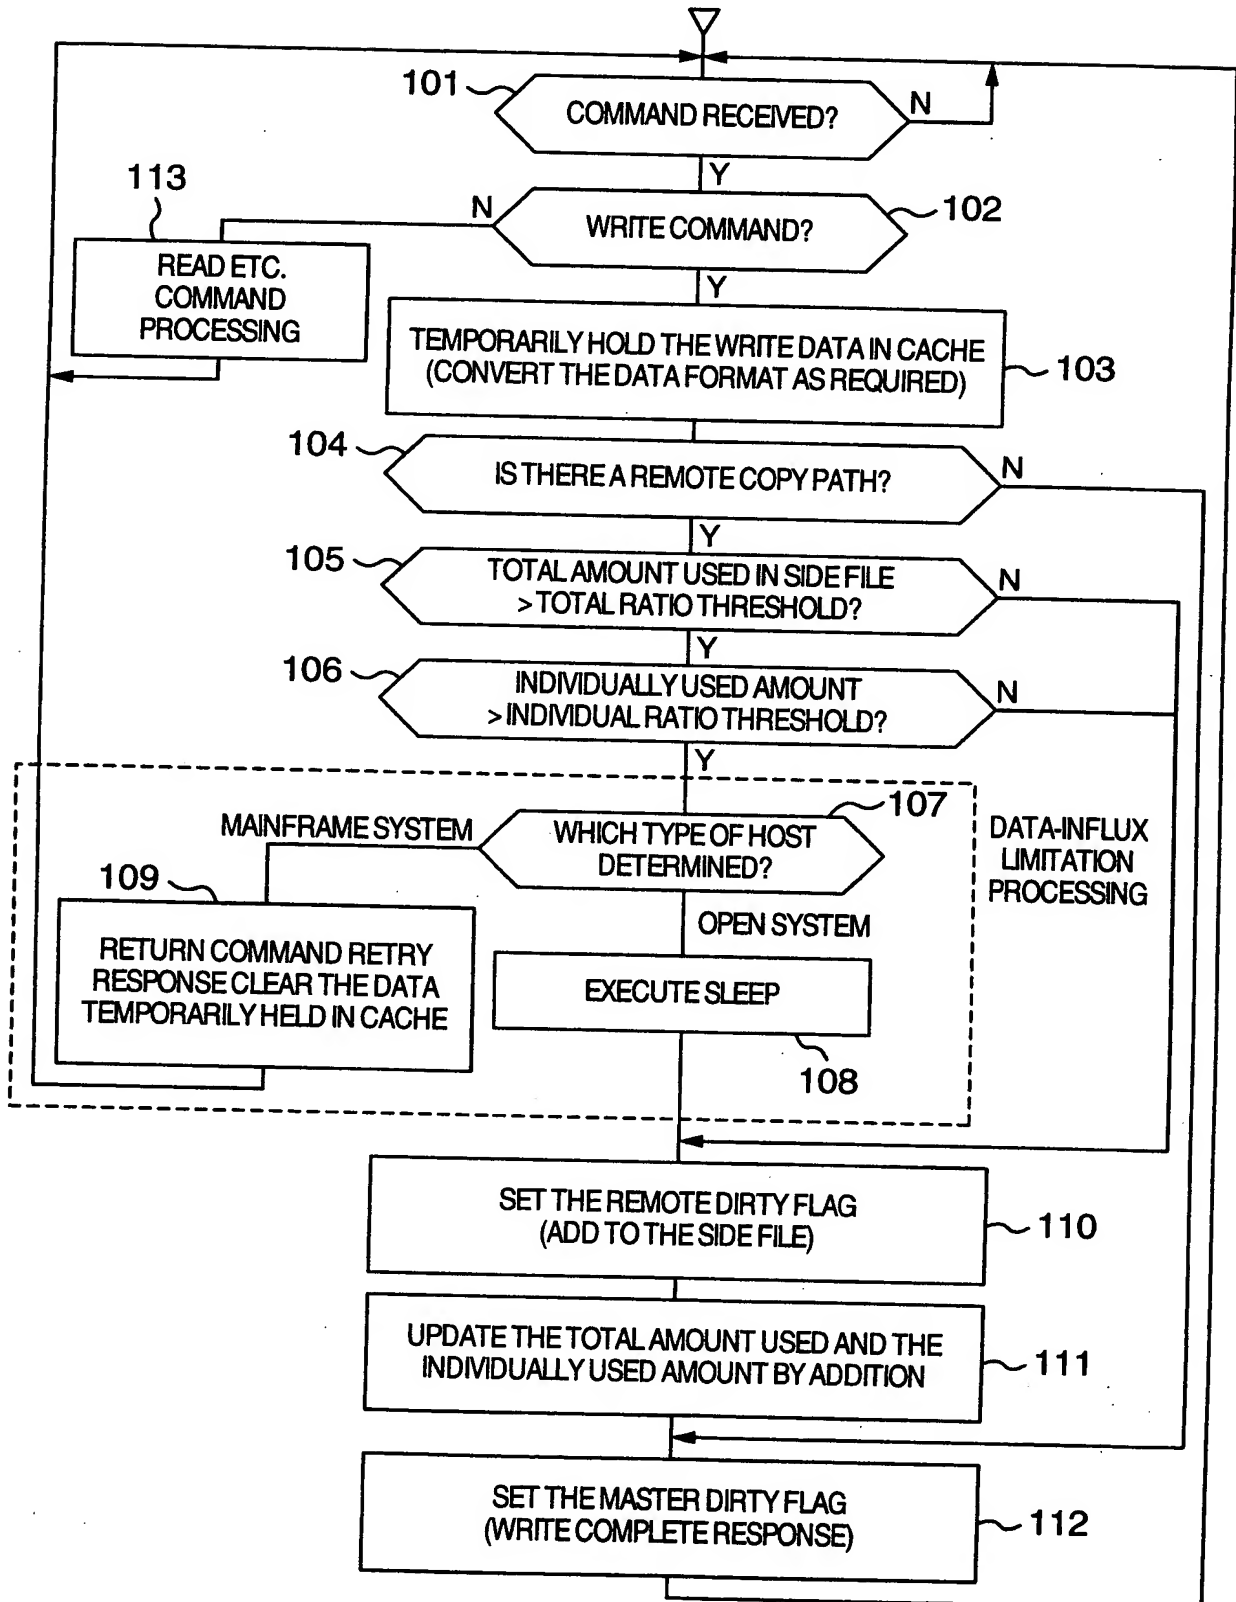 101
COMMAND RECEIVED?
N
Y
113
N
WRITE COMMAND?
102
READ ETC.
COMMAND
PROCESSING
Y
TEMPORARILY HOLD THE WRITE DATA IN CACHE
(CONVERT THE DATA FORMAT AS REQUIRED)
103
104
IS THERE A REMOTE COPY PATH?
N
Y
105
TOTAL AMOUNT USED IN SIDE FILE
> TOTAL RATIO THRESHOLD?
N
Y
106
INDIVIDUALLY USED AMOUNT
> INDIVIDUAL RATIO THRESHOLD?
N
Y
107
MAINFRAME SYSTEM
WHICH TYPE OF HOST
DETERMINED?
DATA-INFLUX
LIMITATION
PROCESSING
109
OPEN SYSTEM
RETURN COMMAND RETRY
RESPONSE CLEAR THE DATA
TEMPORARILY HELD IN CACHE
EXECUTE SLEEP
108
SET THE REMOTE DIRTY FLAG
(ADD TO THE SIDE FILE)
110
UPDATE THE TOTAL AMOUNT USED AND THE
INDIVIDUALLY USED AMOUNT BY ADDITION
111
SET THE MASTER DIRTY FLAG
(WRITE COMPLETE RESPONSE)
112